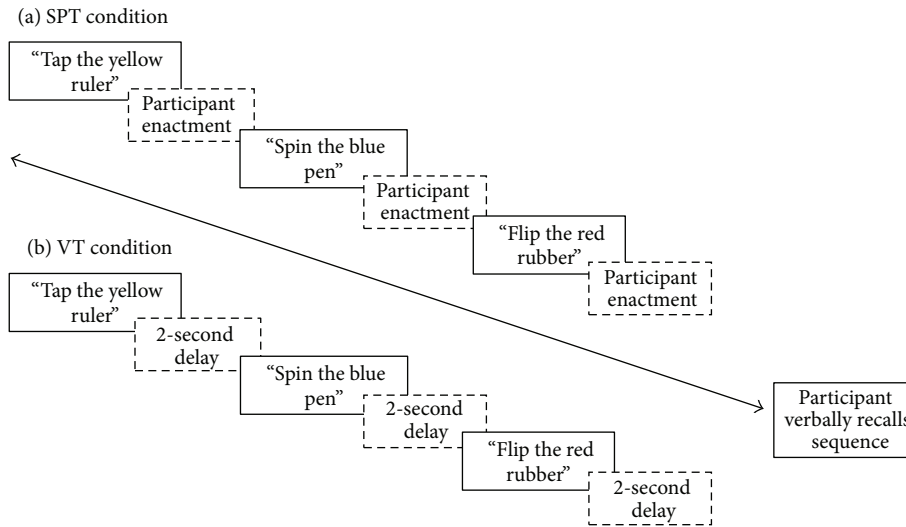 (a) SPT condition
“Tap the yellow
ruler”
Participant
enactment
“Spin the blue
pen”
Participant
enactment
“Flip the red
rubber”
Participant
enactment
(b) VT condition
“Tap the yellow
ruler”
2-second
delay
“Spin the blue
pen”
2-second
delay
“Flip the red
rubber”
2-second
delay
Participant
verbally recalls
sequence